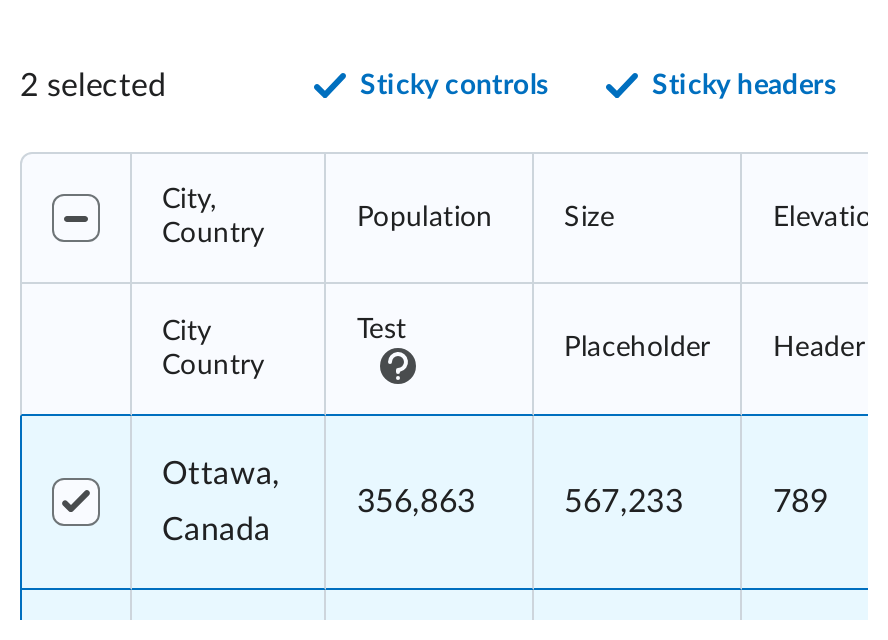 2 selected
Sticky controls
Sticky headers
City,
Country
Population
Size
Elevatio
City
Country
Test
Placeholder
Header
Ottawa,
Canada
356,863
567,233
789